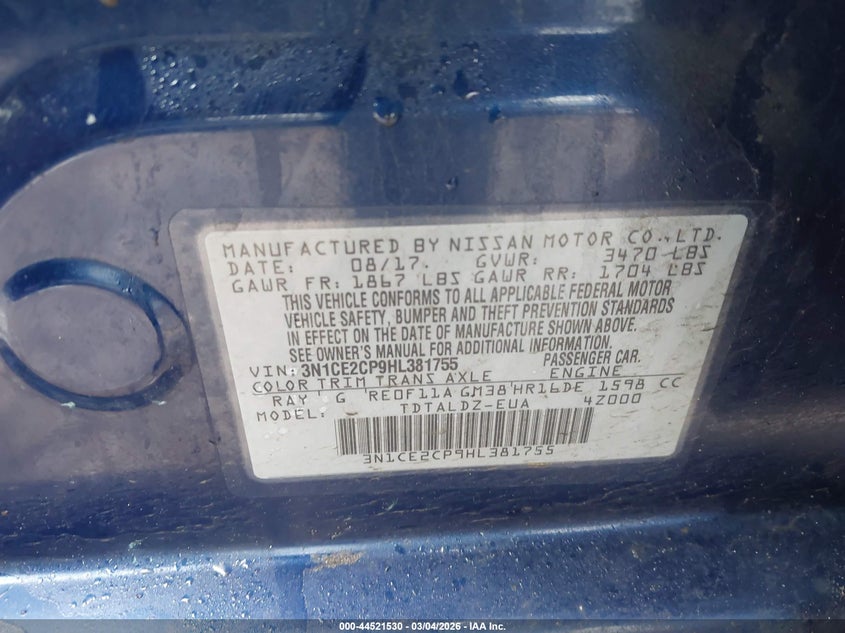 MANUFACTURED BY NISSAN MOTOR CO.,LTD.
DATE: 08/17. GVWR: 3470 LBS
GAWR FR: 1867 LBS GAWR RR: 1704 LBS
THIS VEHICLE CONFORMS TO ALL APPLICABLE FEDERAL MOTOR
VEHICLE SAFETY, BUMPER AND THEFT PREVENTION STANDARDS
IN EFFECT ON THE DATE OF MANUFACTURE SHOWN ABOVE.
SEE OWNER'S MANUAL FOR ADDITIONAL INFORMATION.
VIN: 3N1CE2CP9HL381755 PASSENGER CAR.
COLOR TRIM TRANS AXLE ENGINE
RAY G RE0F11A GM38 HR16DE 1598 CC
MODEL: TDTALDZ-EUA 4Z000
3N1CE2CP9HL381755
000-44521530 - 03/04/2026 - IAA Inc.